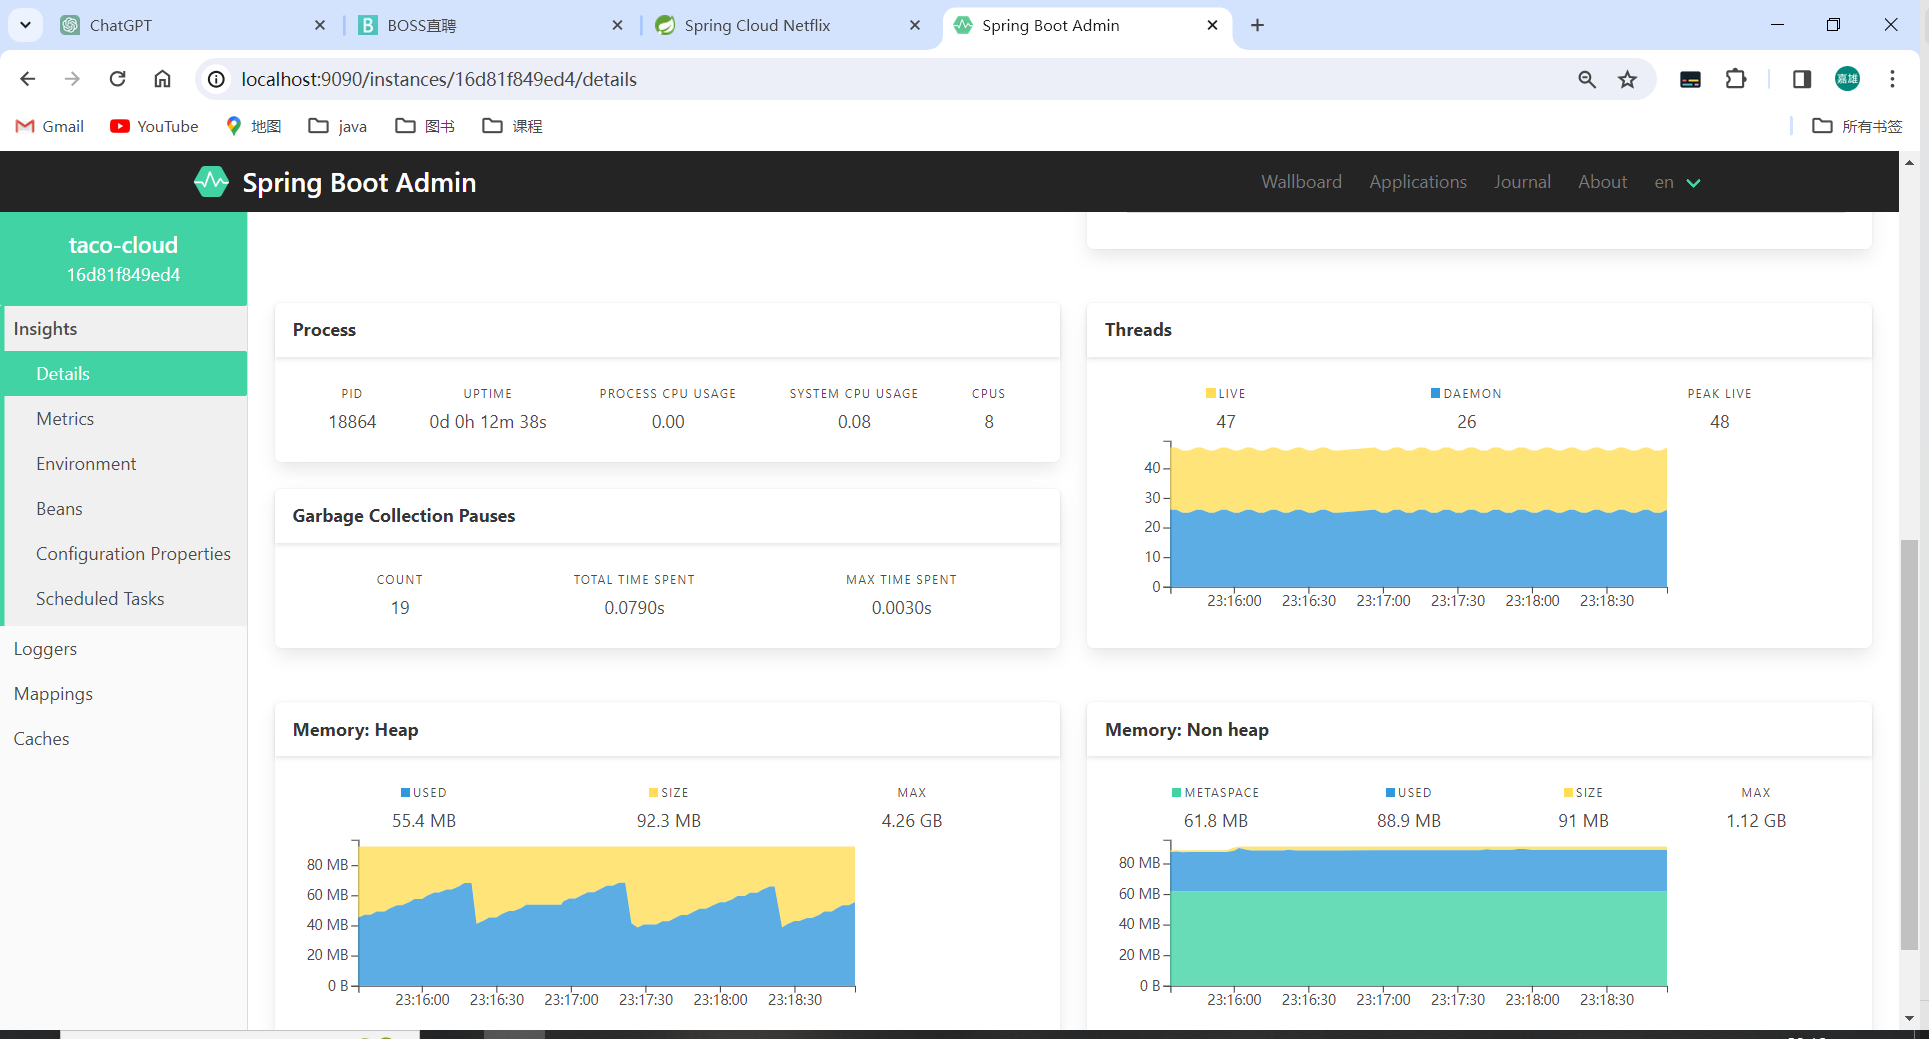 ChatGPT
BOSS直聘
Spring Cloud Netflix
Spring Boot Admin
localhost:9090/instances/16d81f849ed4/details
嘉雄
Gmail
YouTube
地图
java
图书
课程
所有书签
Spring Boot Admin
Wallboard
Applications
Journal
About
en
taco-cloud
16d81f849ed4
Insights
Details
Metrics
Environment
Beans
Configuration Properties
Scheduled Tasks
Loggers
Mappings
Caches
Process
PID UPTIME PROCESS CPU USAGE SYSTEM CPU USAGE CPUS
18864 0d 0h 12m 38s 0.00 0.08 8
Threads
LIVE DAEMON PEAK LIVE
47 26 48
40
30
20
10
0
23:16:00 23:16:30 23:17:00 23:17:30 23:18:00 23:18:30
Garbage Collection Pauses
COUNT TOTAL TIME SPENT MAX TIME SPENT
19 0.0790s 0.0030s
Memory: Heap
USED SIZE MAX
55.4 MB 92.3 MB 4.26 GB
80 MB
60 MB
40 MB
20 MB
0 B
23:16:00 23:16:30 23:17:00 23:17:30 23:18:00 23:18:30
Memory: Non heap
METASPACE USED SIZE MAX
61.8 MB 88.9 MB 91 MB 1.12 GB
80 MB
60 MB
40 MB
20 MB
0 B
23:16:00 23:16:30 23:17:00 23:17:30 23:18:00 23:18:30